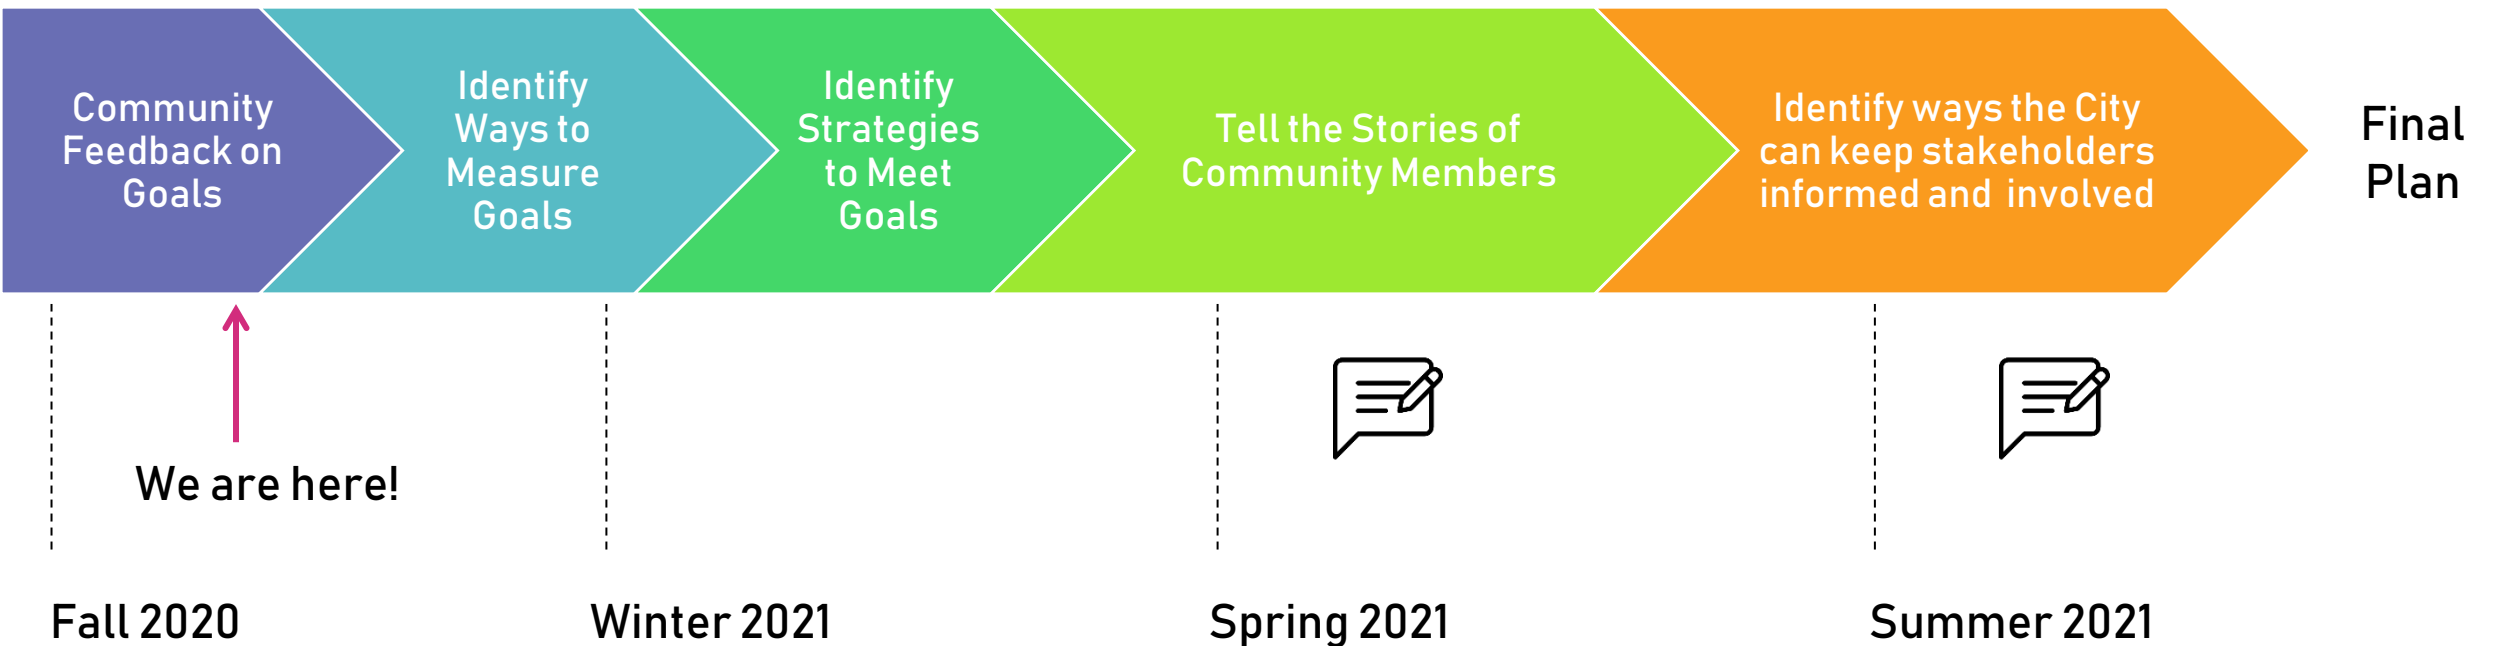 Community
Feedback on
Goals
Identify
Ways to
Measure
Goals
Identify
Strategies
to Meet
Goals
Tell the Stories of
Community Members
Identify ways the City
can keep stakeholders
informed and involved
Final
Plan
We are here!
Fall 2020
Winter 2021
Spring 2021
Summer 2021